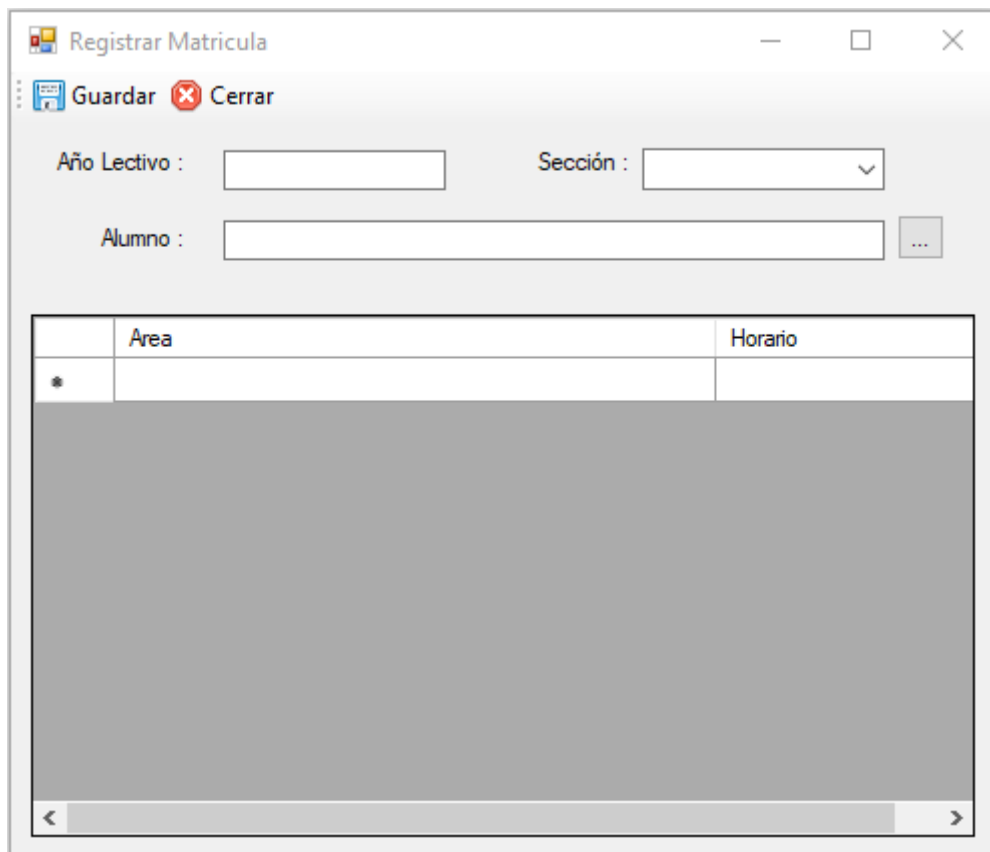 Registrar Matricula
Guardar Cerrar
Año Lectivo : Sección :
Alumno : ...
Area Horario